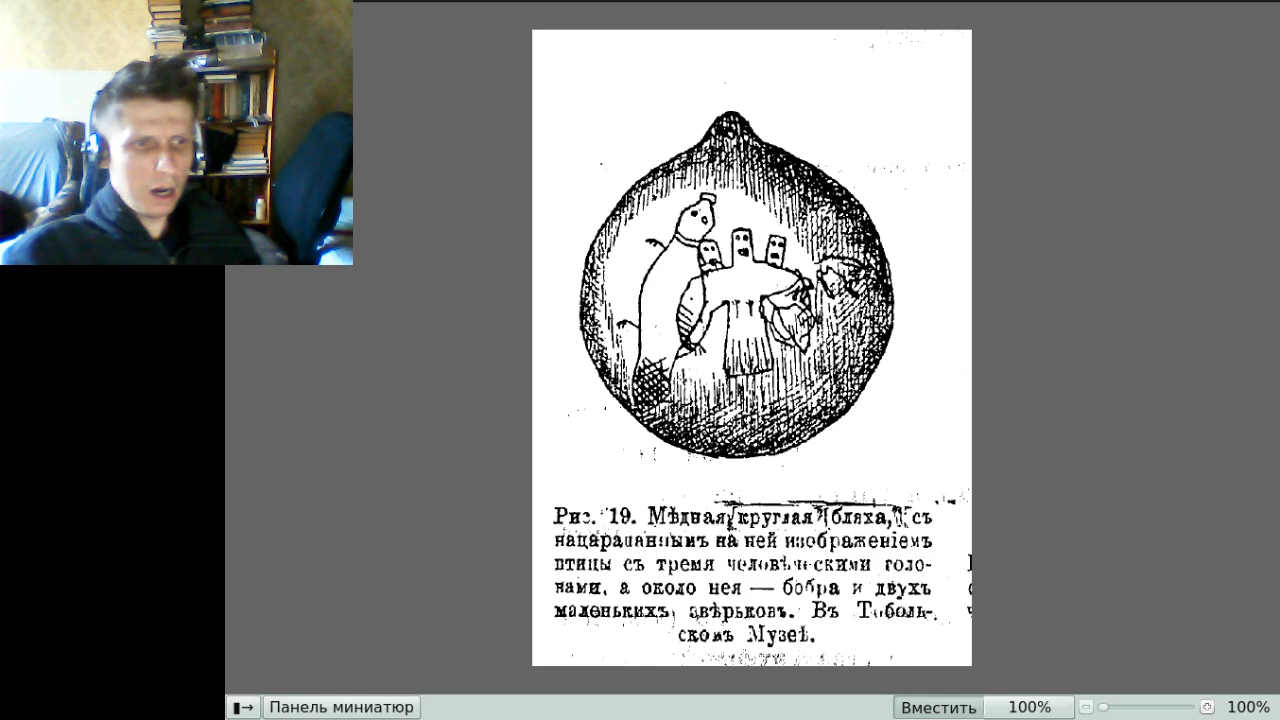 Рис. 19. Мѣдная круглая бляха, съ
нацарапаннымъ на ней изображеніемъ
птицы съ тремя человѣческими голо-
вами, а около нея — бобра и двухъ
маленькихъ звѣрьковъ. Въ Тоболь-
скомъ Музеѣ.
Панель миниатюр
Вместить 100% 100%